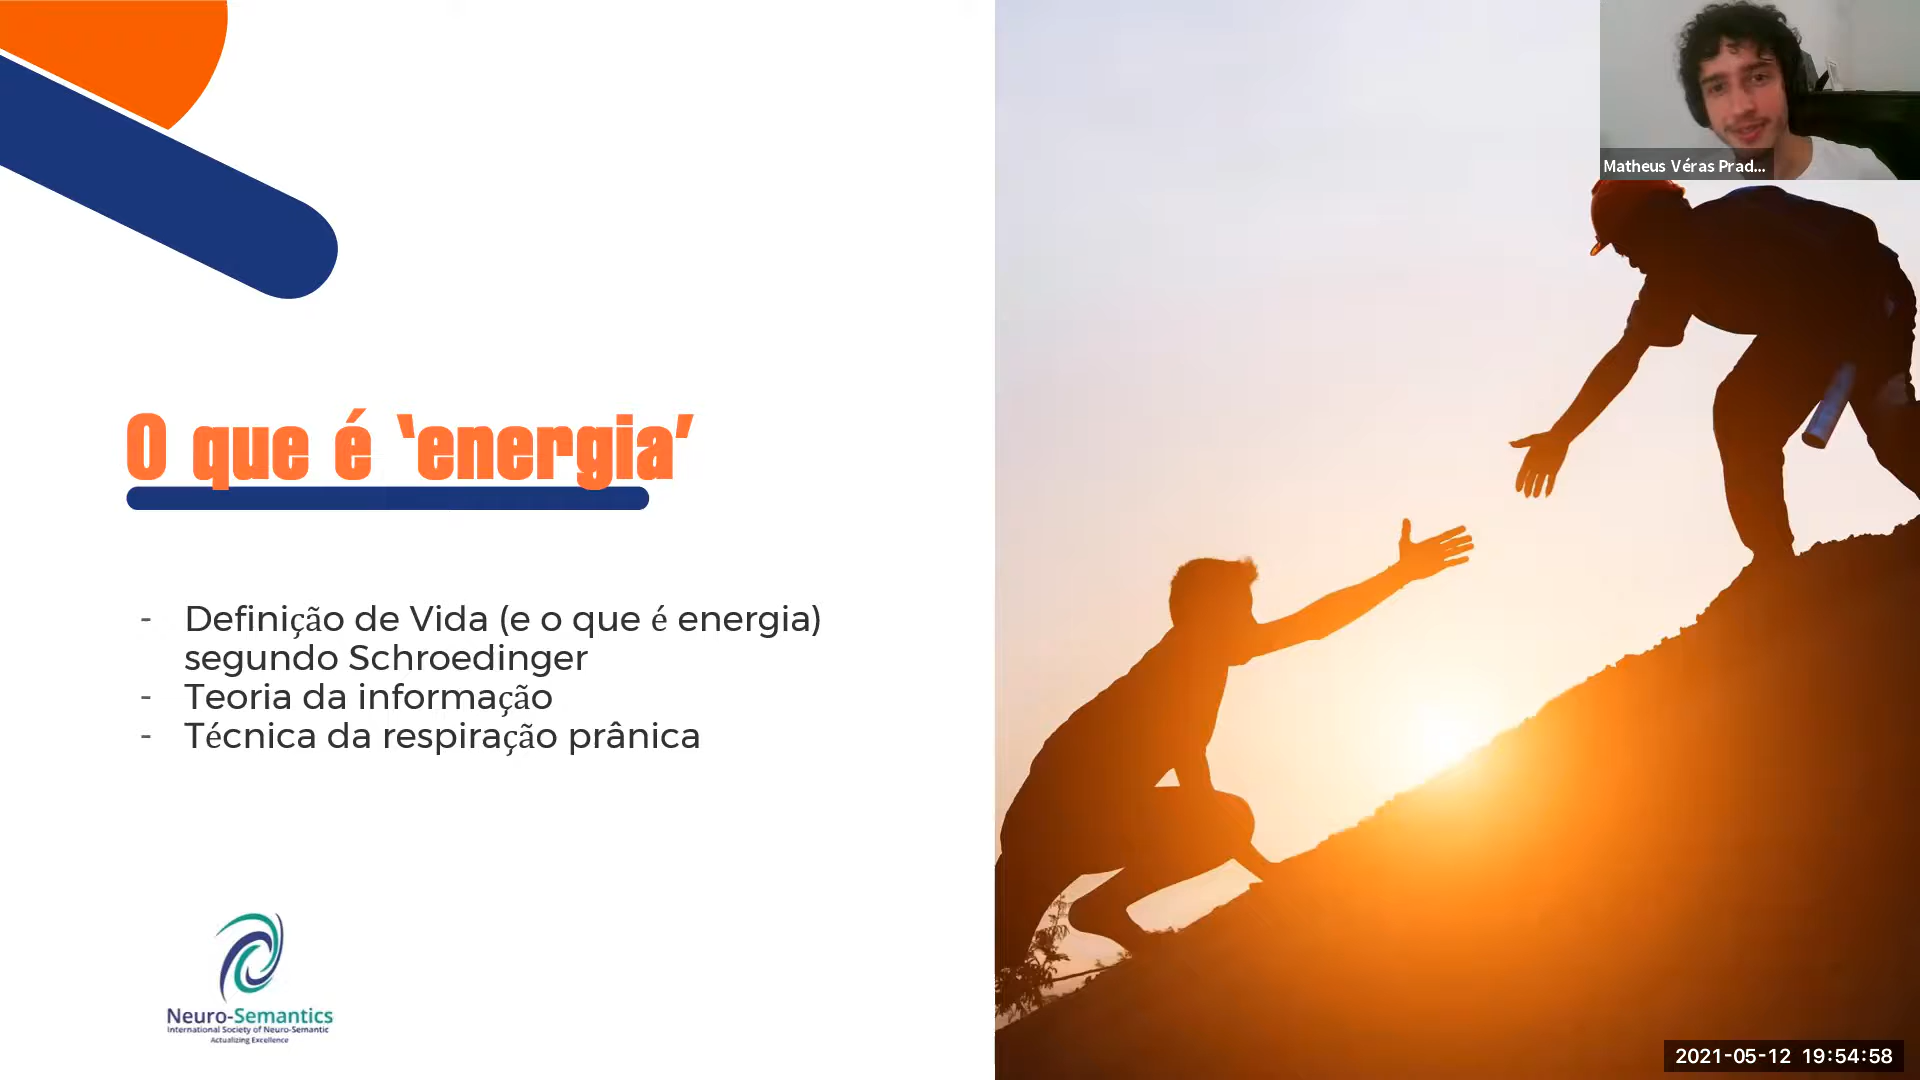 Matheus Véras Prad...
O que é ‘energia’
- Definição de Vida (e o que é energia)
segundo Schroedinger
- Teoria da informação
- Técnica da respiração prânica
Neuro-Semantics
International Society of Neuro-Semantic
Actualizing Excellence
2021-05-12 19:54:58